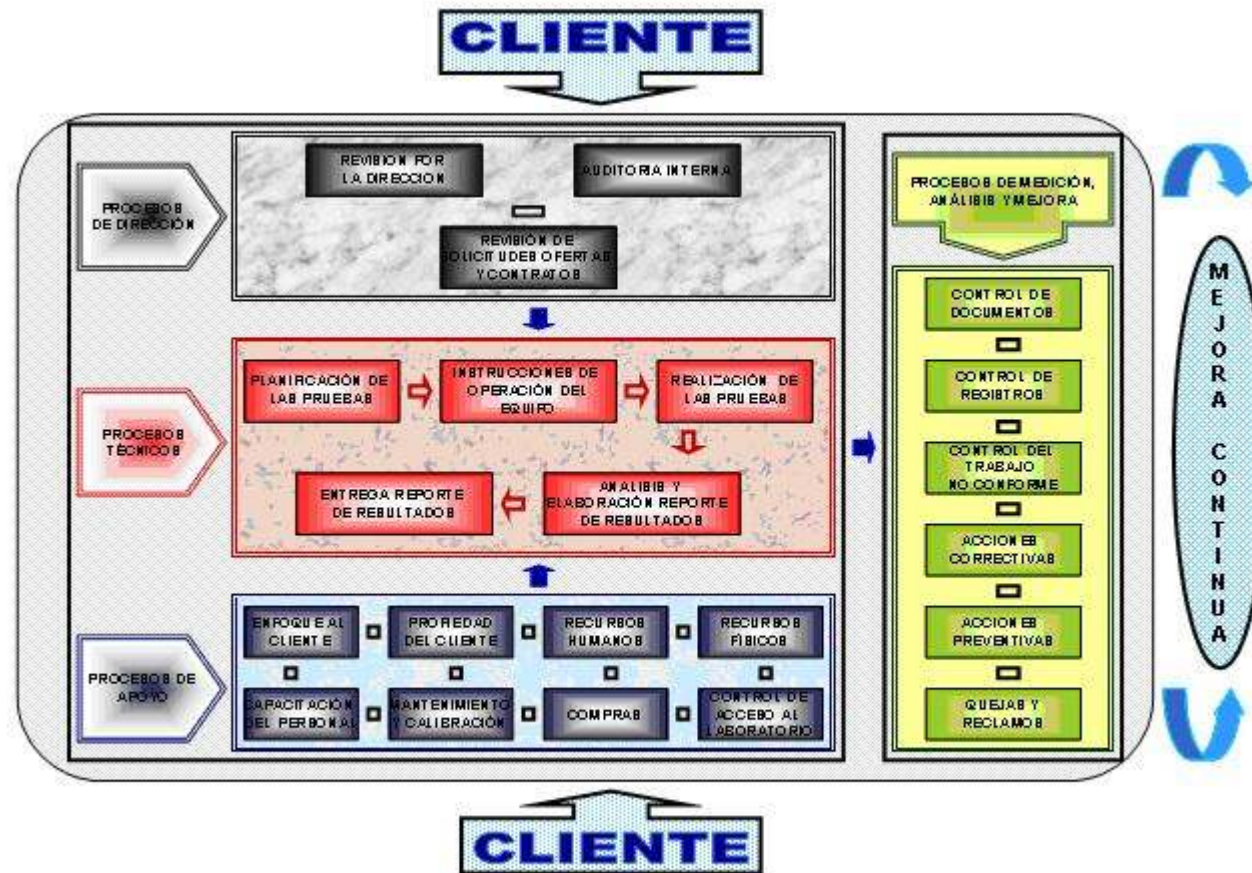 CLIENTE
PROCESOS
DE DIRECCIÓN
REVISIÓN POR
LA DIRECCION
AUDITORIA INTERNA
REVISIÓN DE
SOLICITUDES OFERTAS
Y CONTRATOS
PROCESOS
TÉCNICOS
PLANIFICACIÓN DE
LAS PRUEBAS
INSTRUCCIONES DE
OPERACIÓN DEL
EQUIPO
REALIZACIÓN DE
LAS PRUEBAS
ANALISIS Y
ELABORACIÓN REPORTE
DE RESULTADOS
ENTREGA REPORTE
DE RESULTADOS
PROCESOS DE
APOYO
ENFOQUE AL
CLIENTE
PROPIEDAD
DEL CLIENTE
RECURSOS
HUMANOS
RECURSOS
FÍSICOS
CAPACITACIÓN
DEL PERSONAL
MANTENIMIENTO
Y CALIBRACIÓN
COMPRAS
CONTROL DE
ACCESO AL
LABORATORIO
PROCESOS DE MEDICIÓN,
ANÁLISIS Y MEJORA
CONTROL DE
DOCUMENTOS
CONTROL DE
REGISTROS
CONTROL DEL
TRABAJO
NO CONFORME
ACCIONES
CORRECTIVAS
ACCIONES
PREVENTIVAS
QUEJAS Y
RECLAMOS
MEJORA CONTINUA
CLIENTE